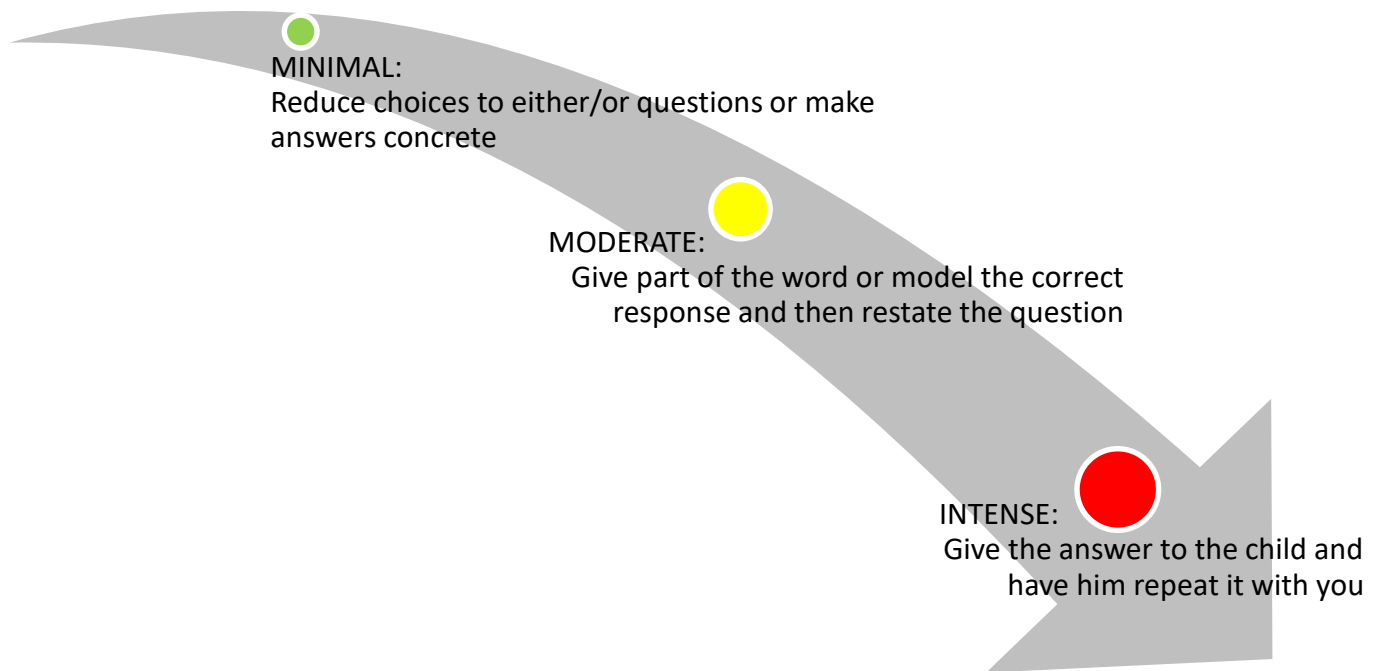 MINIMAL:
Reduce choices to either/or questions or make
answers concrete
MODERATE:
Give part of the word or model the correct
response and then restate the question
INTENSE:
Give the answer to the child and
have him repeat it with you